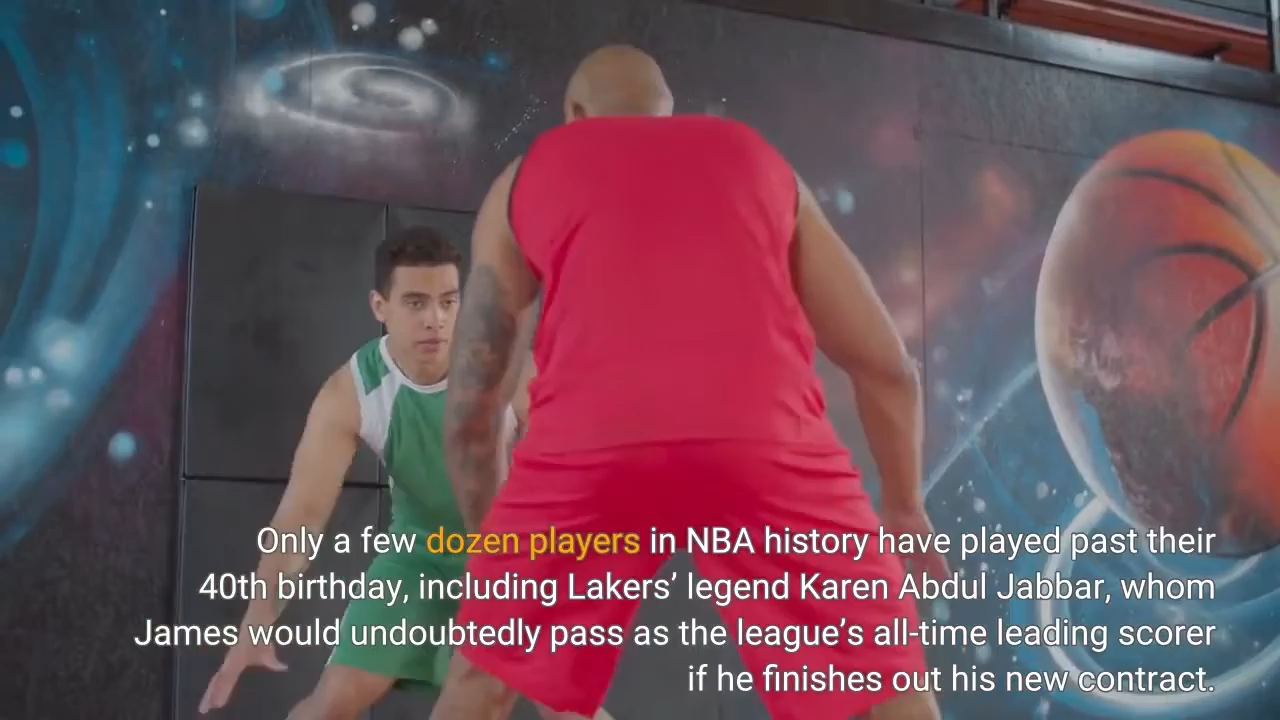 Only a few dozen players in NBA history have played past their
40th birthday, including Lakers’ legend Karen Abdul Jabbar, whom
James would undoubtedly pass as the league’s all-time leading scorer
if he finishes out his new contract.